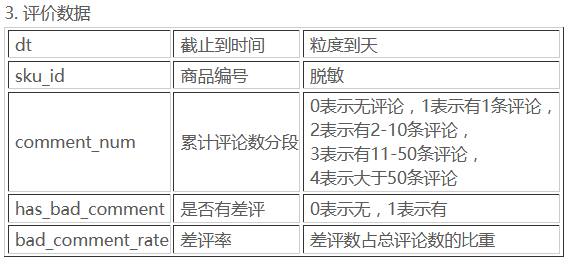 3. 评价数据
dt 截止到时间 粒度到天
sku_id 商品编号 脱敏
comment_num 累计评论数分段 0表示无评论，1表示有1条评论，
2表示有2-10条评论，
3表示有11-50条评论，
4表示大于50条评论
has_bad_comment 是否有差评 0表示无，1表示有
bad_comment_rate 差评率 差评数占总评论数的比重